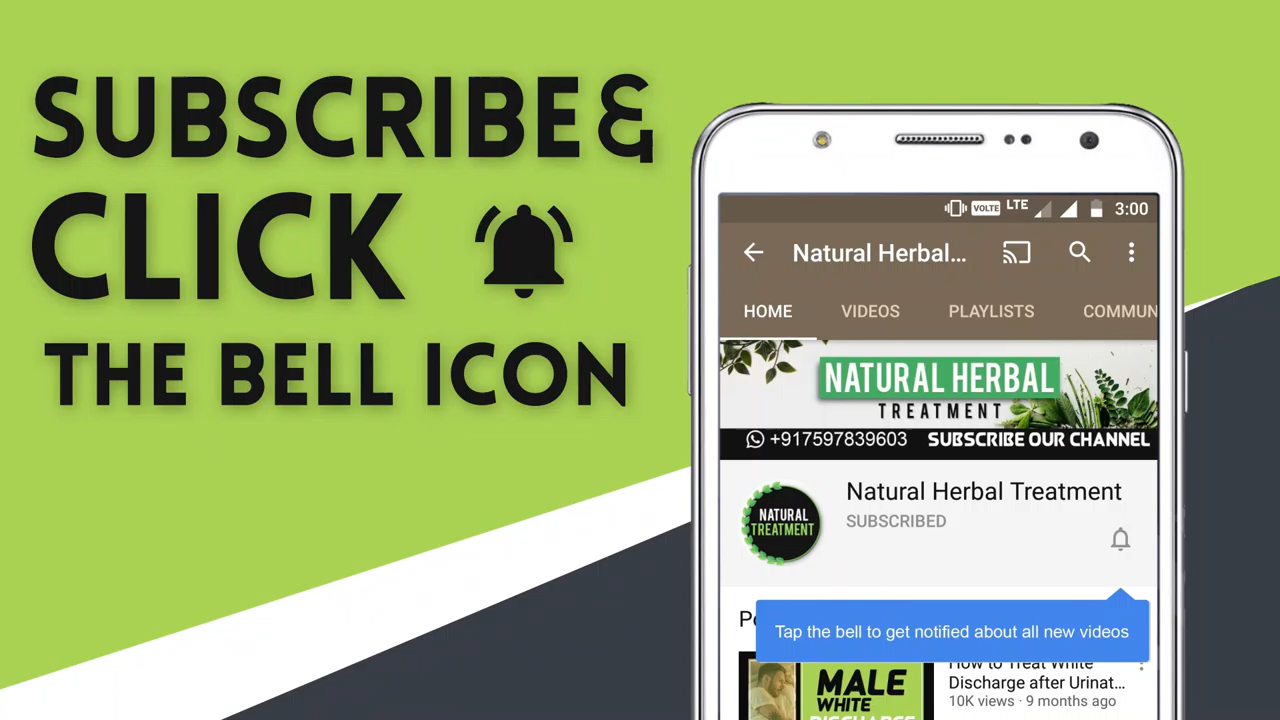 SUBSCRIBE&
CLICK
THE BELL ICON
VOLTE LTE 3:00
Natural Herbal...
HOME VIDEOS PLAYLISTS COMMUN
NATURAL HERBAL
TREATMENT
+917597839603 SUBSCRIBE OUR CHANNEL
NATURAL
TREATMENT
Natural Herbal Treatment
SUBSCRIBED
Tap the bell to get notified about all new videos
MALE
WHITE
DISCHARGE
How to Treat White
Discharge after Urinat...
10K views · 9 months ago